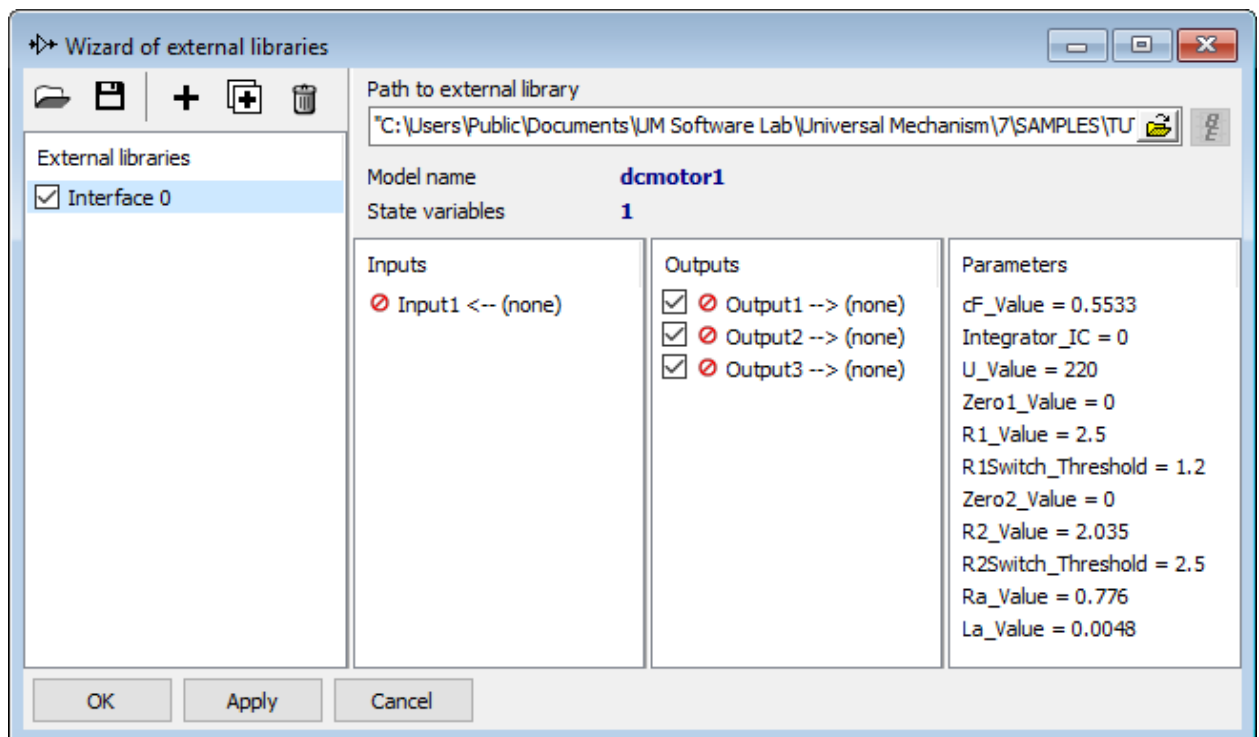 Wizard of external libraries
Path to external library
"C:\Users\Public\Documents\UM Software Lab\Universal Mechanism\7\SAMPLES\TUT
External libraries
Interface 0
Model name dcmotor1
State variables 1
Inputs
Input1 <-- (none)
Outputs
Output1 --> (none)
Output2 --> (none)
Output3 --> (none)
Parameters
cF_Value = 0.5533
Integrator_IC = 0
U_Value = 220
Zero1_Value = 0
R1_Value = 2.5
R1Switch_Threshold = 1.2
Zero2_Value = 0
R2_Value = 2.035
R2Switch_Threshold = 2.5
Ra_Value = 0.776
La_Value = 0.0048
OK
Apply
Cancel